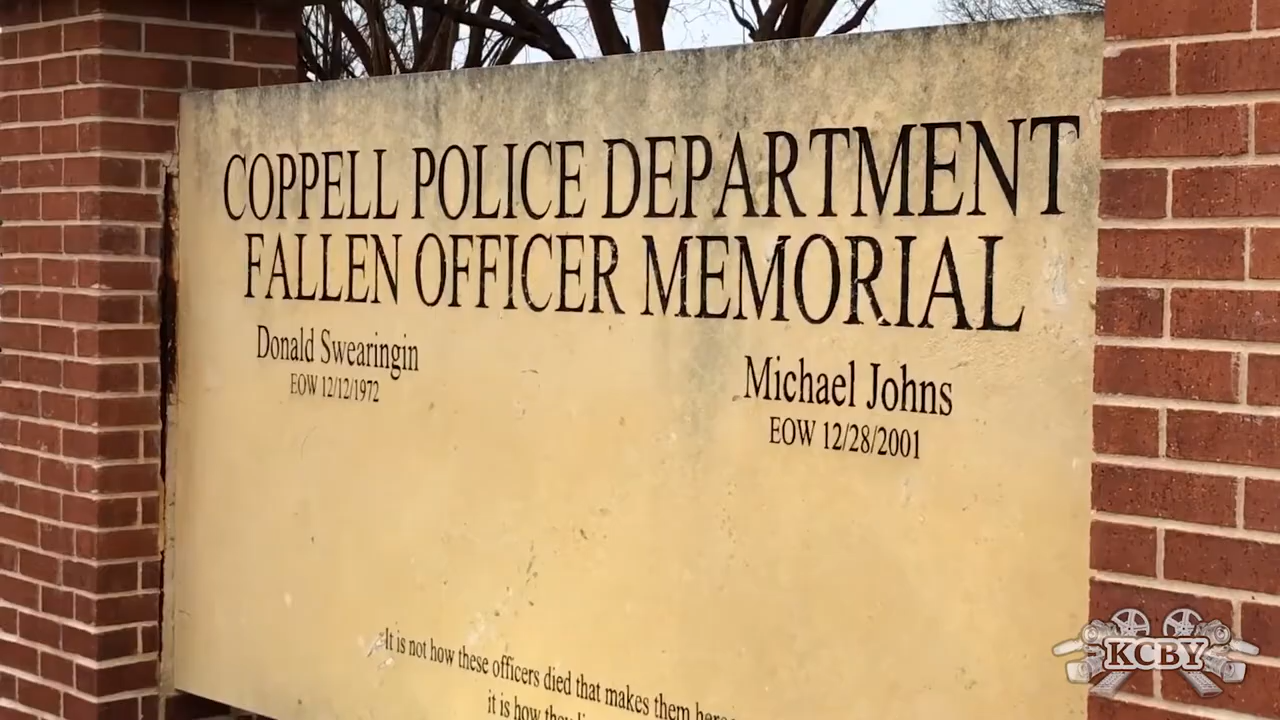 COPPELL POLICE DEPARTMENT
FALLEN OFFICER MEMORIAL
Donald Swearingin
EOW 12/12/1972
Michael Johns
EOW 12/28/2001
It is not how these officers died that makes them
it is how they
KCBY